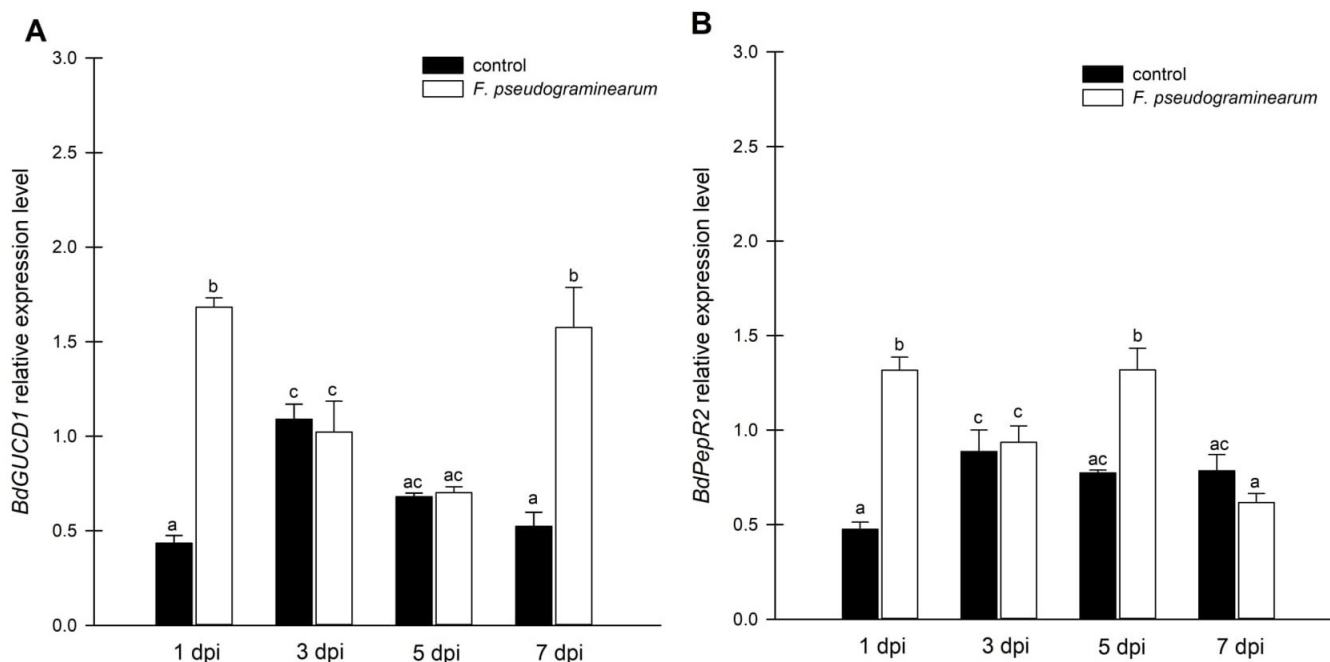 A
control
F. pseudograminearum
BdGUCD1 relative expression level
3.0
2.5
2.0
1.5
1.0
0.5
0.0
a
b
c
c
ac
ac
a
b
1 dpi
3 dpi
5 dpi
7 dpi
B
control
F. pseudograminearum
BdPepR2 relative expression level
3.0
2.5
2.0
1.5
1.0
0.5
0.0
a
b
c
c
ac
b
ac
a
1 dpi
3 dpi
5 dpi
7 dpi